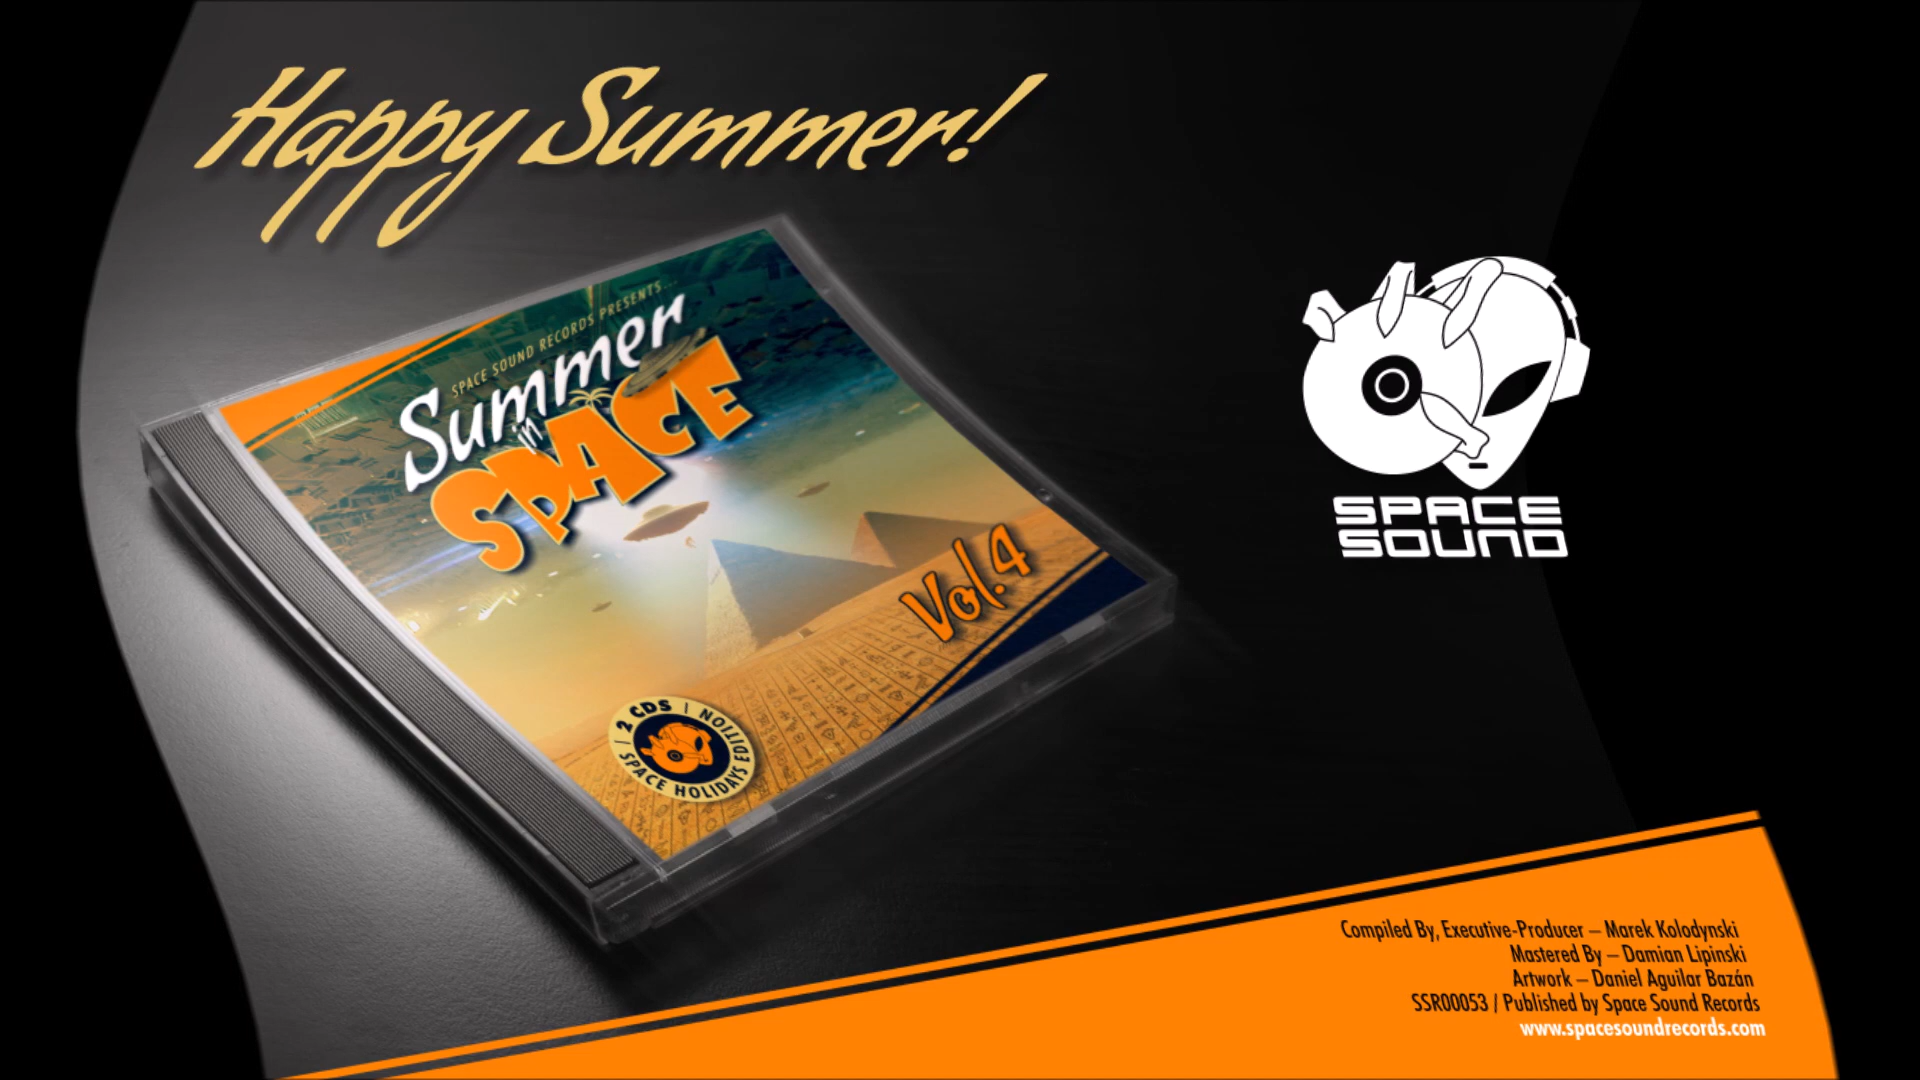 Happy Summer!
SPACE SOUND RECORDS PRESENTS...
Summer
in
SPACE
Vol.4
2 CDS | NOITION EDITION
SPACE HOLIDAYS
SPACE
SOUND
Compiled By, Executive-Producer – Marek Kolodynski
Mastered By – Damian Lipinski
Artwork – Daniel Aguilar Bazán
SSR00053 / Published by Space Sound Records
www.spacesoundrecords.com